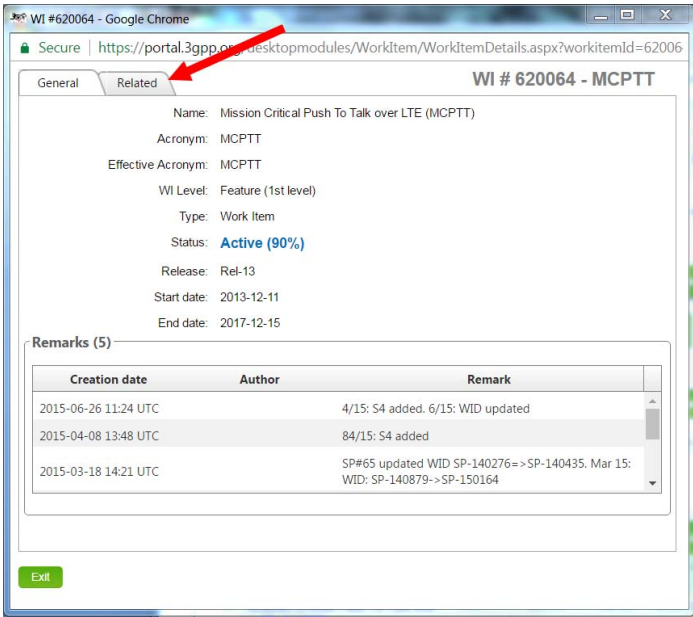 WI #620064 - Google Chrome
Secure | https://portal.3gpp.org/desktopmodules/WorkItem/WorkItemDetails.aspx?workitemId=62006
General Related WI # 620064 - MCPTT
Name: Mission Critical Push To Talk over LTE (MCPTT)
Acronym: MCPTT
Effective Acronym: MCPTT
WI Level: Feature (1st level)
Type: Work Item
Status: Active (90%)
Release: Rel-13
Start date: 2013-12-11
End date: 2017-12-15
Remarks (5)
Creation date Author Remark
2015-06-26 11:24 UTC 4/15: S4 added. 6/15: WID updated
2015-04-08 13:48 UTC 84/15: S4 added
2015-03-18 14:21 UTC SP#65 updated WID SP-140276=>SP-140435. Mar 15:
WID: SP-140879->SP-150164
Exit